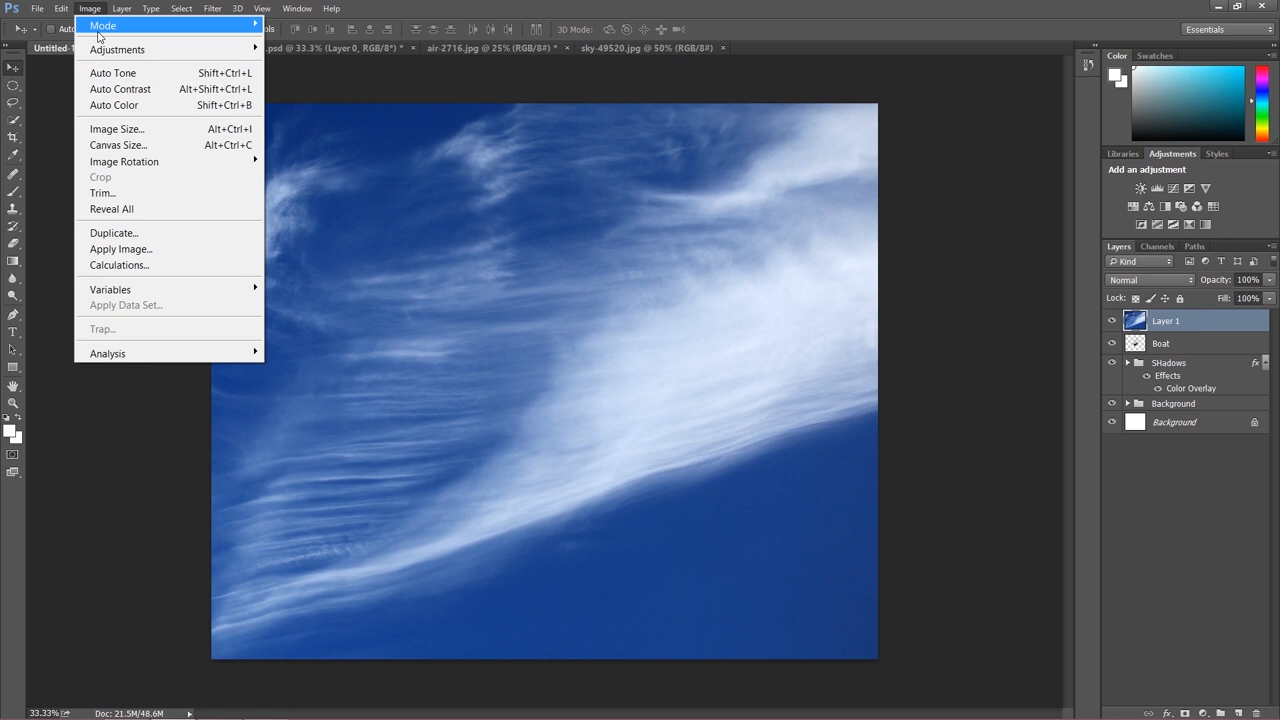 Ps File Edit Image Layer Type Select Filter 3D View Window Help
3D Mode: Essentials
.psd @ 33.3% (Layer 0, RGB/8*) * × air-2716.jpg @ 25% (RGB/8#) * × sky-49520.jpg @ 50% (RGB/8#) ×
Mode
Adjustments
Auto Tone Shift+Ctrl+L
Auto Contrast Alt+Shift+Ctrl+L
Auto Color Shift+Ctrl+B
Image Size... Alt+Ctrl+I
Canvas Size... Alt+Ctrl+C
Image Rotation
Crop
Trim...
Reveal All
Duplicate...
Apply Image...
Calculations...
Variables
Apply Data Set...
Trap...
Analysis
Color Swatches
Libraries Adjustments Styles
Add an adjustment
Layers Channels Paths
Kind
Normal Opacity: 100%
Lock: Fill: 100%
Layer 1
Boat
SHadows fx
Effects
Color Overlay
Background
Background
33.33% Doc: 21.5M/48.6M